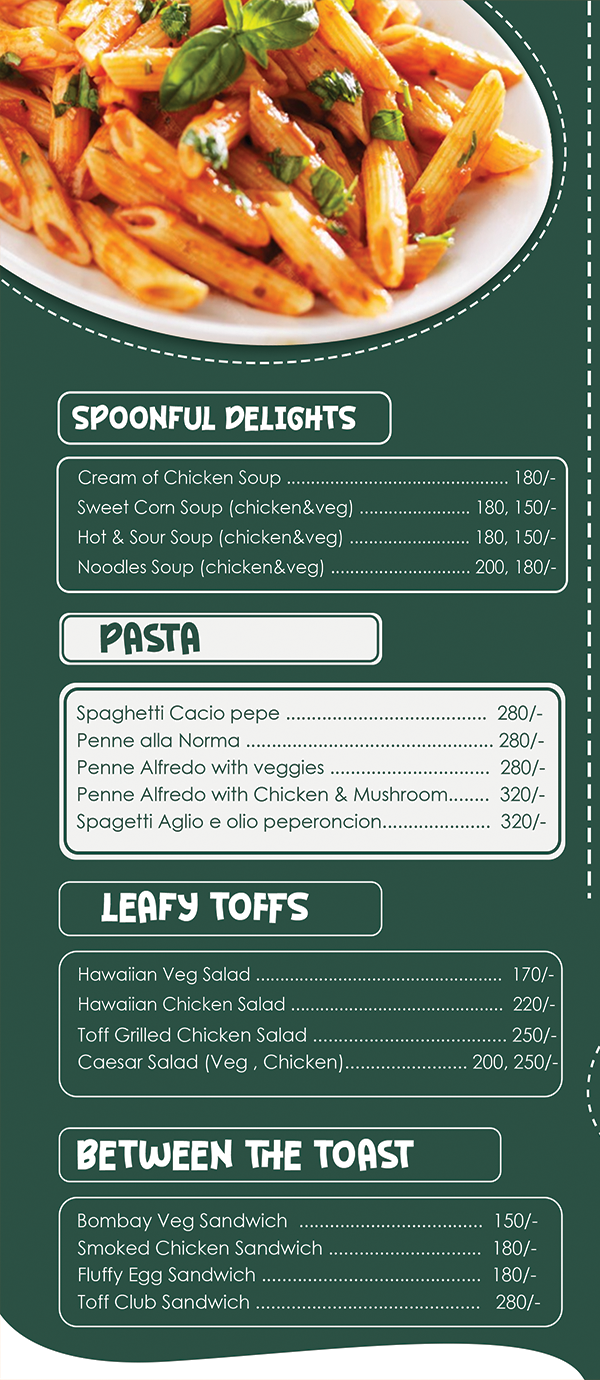 SPOONFUL DELIGHTS
Cream of Chicken Soup ................................................ 180/-
Sweet Corn Soup (chicken&veg) ........................ 180, 150/-
Hot & Sour Soup (chicken&veg) .......................... 180, 150/-
Noodles Soup (chicken&veg) .............................. 200, 180/-
PASTA
Spaghetti Cacio pepe ........................................ 280/-
Penne alla Norma ................................................. 280/-
Penne Alfredo with veggies ................................ 280/-
Penne Alfredo with Chicken & Mushroom........ 320/-
Spagetti Aglio e olio peperoncion...................... 320/-
LEAFY TOFFS
Hawaiian Veg Salad ..................................................... 170/-
Hawaiian Chicken Salad .............................................. 220/-
Toff Grilled Chicken Salad .......................................... 250/-
Caesar Salad (Veg , Chicken).......................... 200, 250/-
BETWEEN THE TOAST
Bombay Veg Sandwich ..................................... 150/-
Smoked Chicken Sandwich ............................... 180/-
Fluffy Egg Sandwich ............................................ 180/-
Toff Club Sandwich ............................................. 280/-